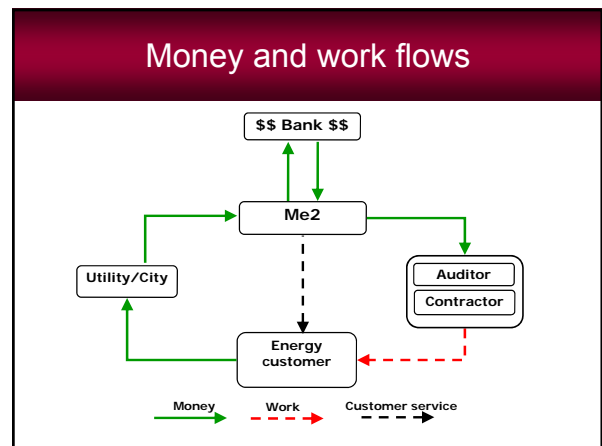 Money and work flows
$$ Bank $$
Me2
Utility/City
Auditor
Contractor
Energy
customer
Money
Work
Customer service